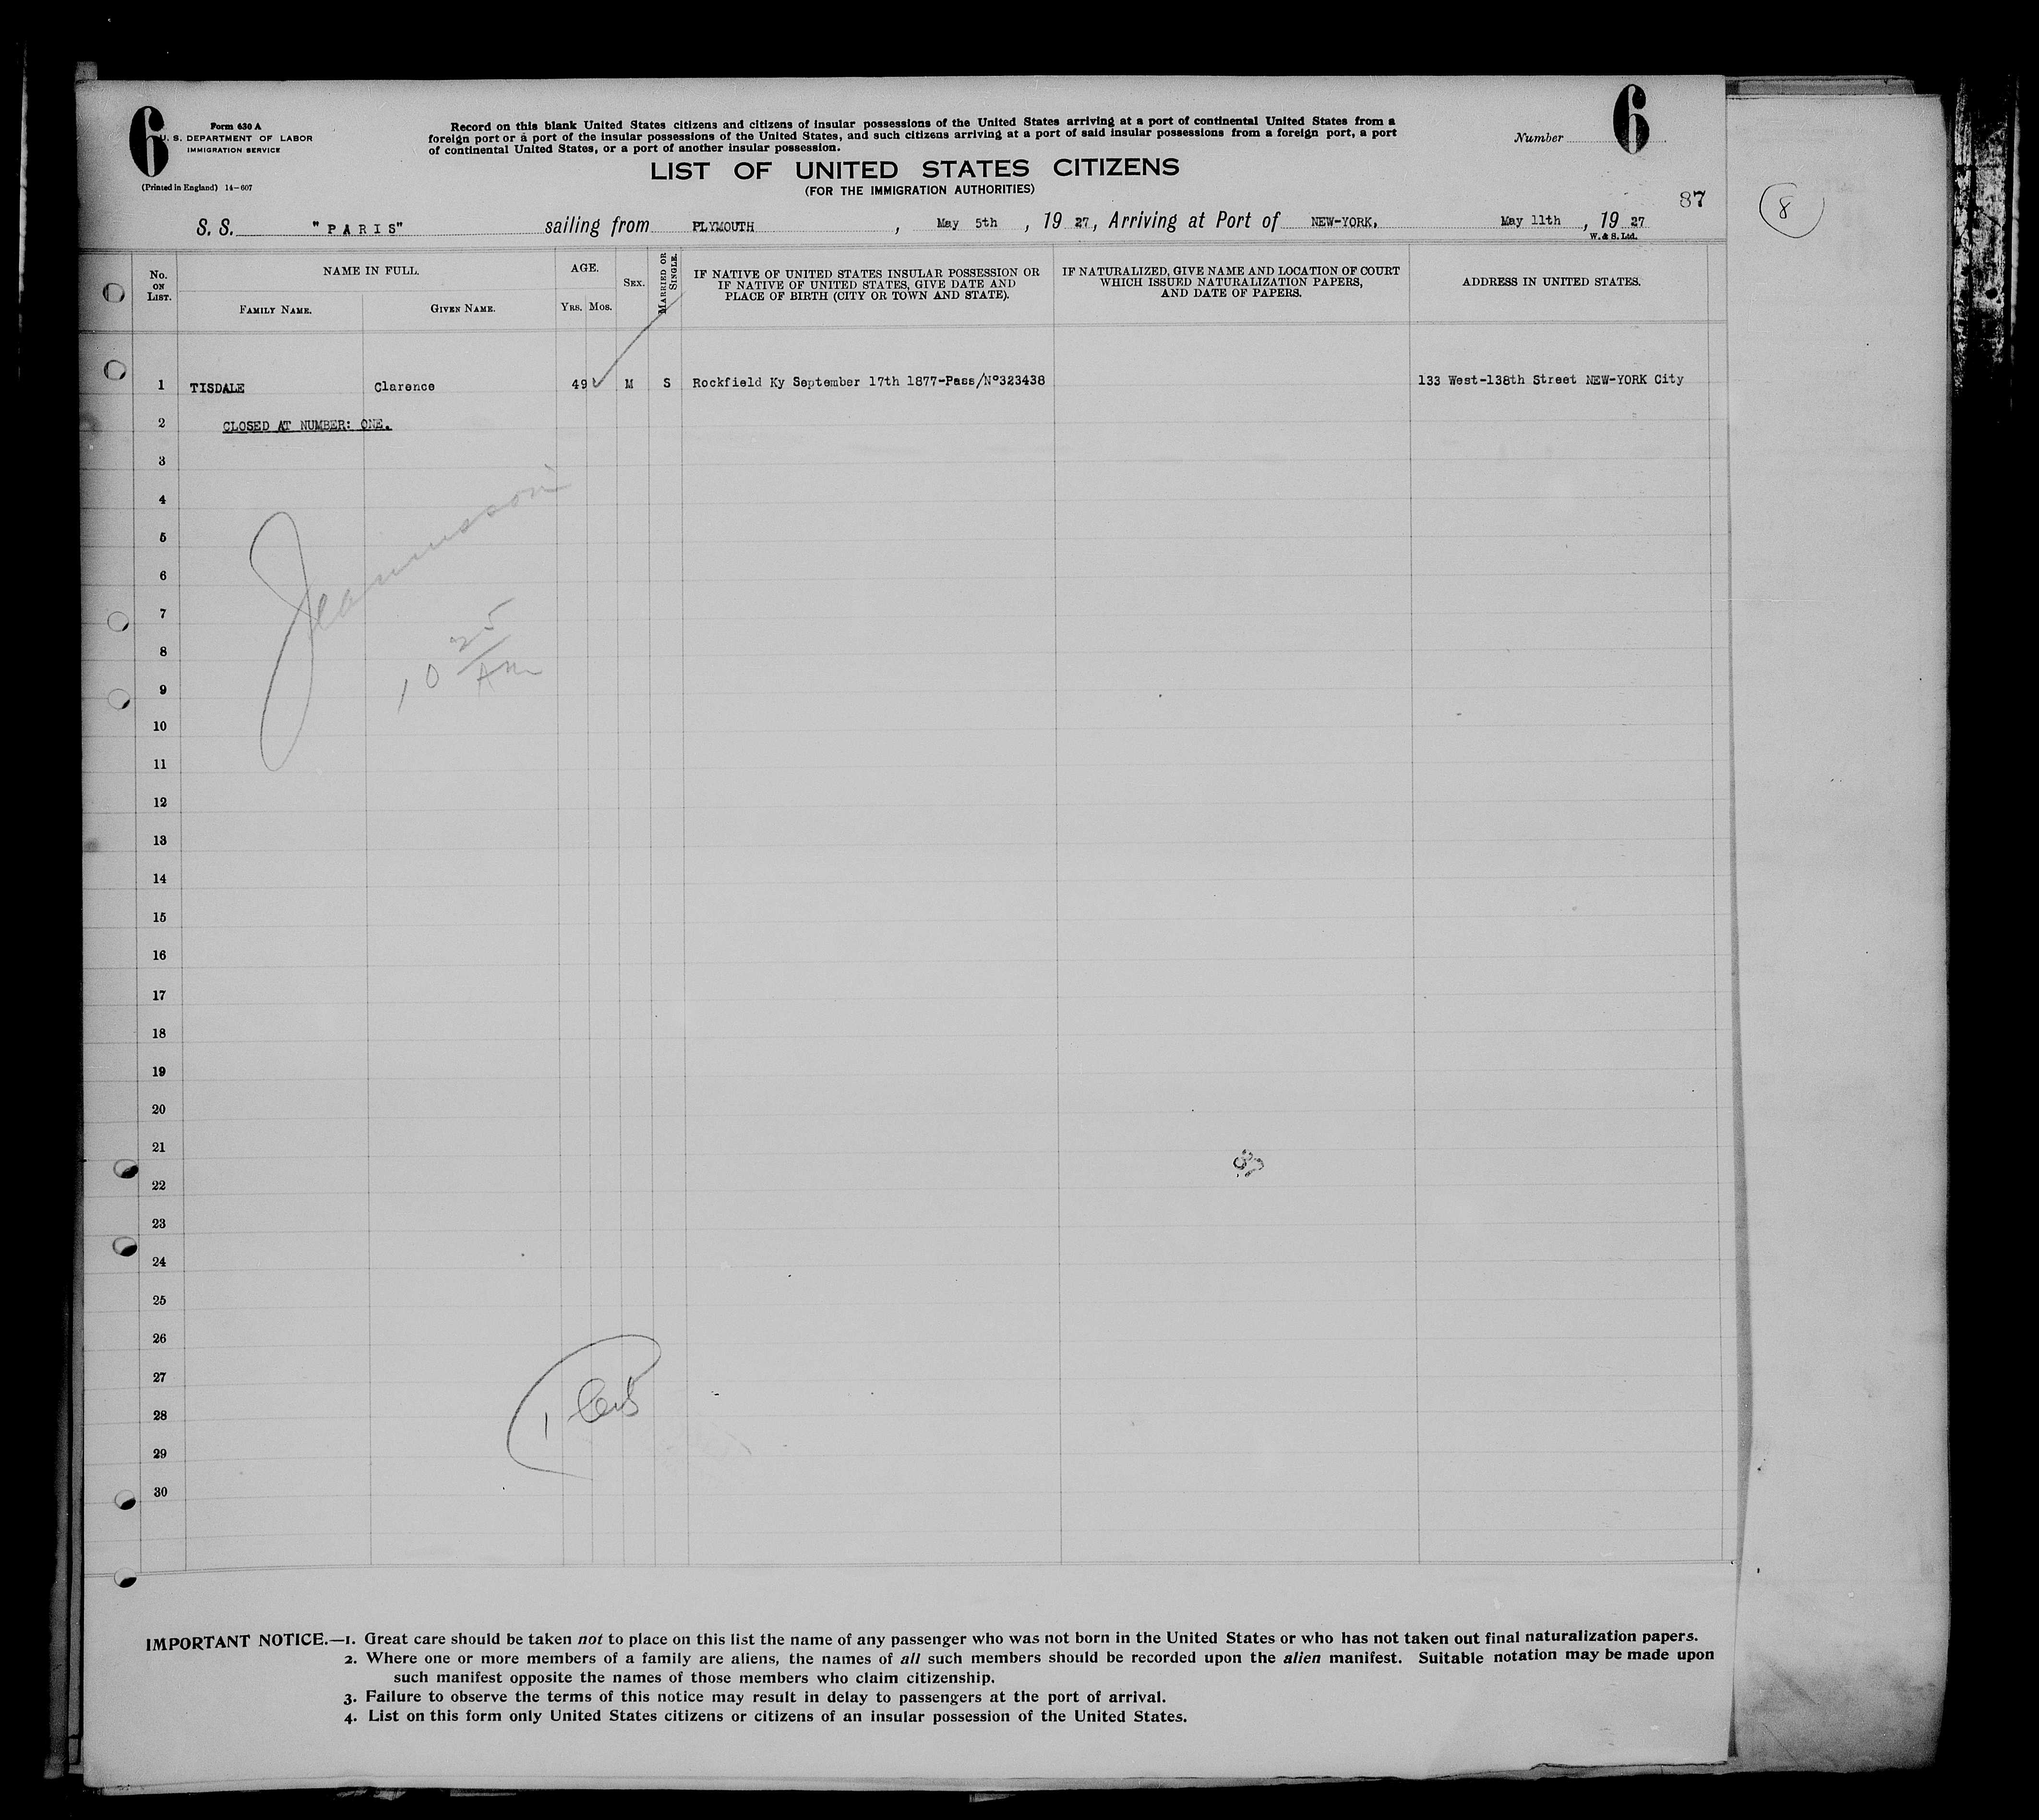 6
Form 630 A
U. S. DEPARTMENT OF LABOR
IMMIGRATION SERVICE
(Printed in England) 14-607
Record on this blank United States citizens and citizens of insular possessions of the United States arriving at a port of continental United States from a
foreign port or a port of the insular possessions of the United States, and such citizens arriving at a port of said insular possessions from a foreign port, a port
of continental United States, or a port of another insular possession.
LIST OF UNITED STATES CITIZENS
(FOR THE IMMIGRATION AUTHORITIES)
Number 6
87
8
S. S. "PARIS" sailing from PLYMOUTH, May 5th, 1927, Arriving at Port of NEW-YORK, May 11th, 1927
W. & S. Ltd.
No. ON LIST.
NAME IN FULL.
FAMILY NAME.
GIVEN NAME.
AGE.
YRS. MOS.
SEX.
MARRIED OR SINGLE.
IF NATIVE OF UNITED STATES INSULAR POSSESSION OR
IF NATIVE OF UNITED STATES, GIVE DATE AND
PLACE OF BIRTH (CITY OR TOWN AND STATE).
IF NATURALIZED, GIVE NAME AND LOCATION OF COURT
WHICH ISSUED NATURALIZATION PAPERS,
AND DATE OF PAPERS.
ADDRESS IN UNITED STATES.
1 TISDALE Clarence 49 M S Rockfield Ky September 17th 1877-Pass/N°323438 133 West-138th Street NEW-YORK City
2 CLOSED AT NUMBER: ONE.
3
4
5
6
7
8
10 25 AM
9
10
11
12
13
14
15
16
17
18
19
20
21
87
22
23
24
25
26
27
28
1
29
30
IMPORTANT NOTICE.—1. Great care should be taken not to place on this list the name of any passenger who was not born in the United States or who has not taken out final naturalization papers.
2. Where one or more members of a family are aliens, the names of all such members should be recorded upon the alien manifest. Suitable notation may be made upon
such manifest opposite the names of those members who claim citizenship.
3. Failure to observe the terms of this notice may result in delay to passengers at the port of arrival.
4. List on this form only United States citizens or citizens of an insular possession of the United States.